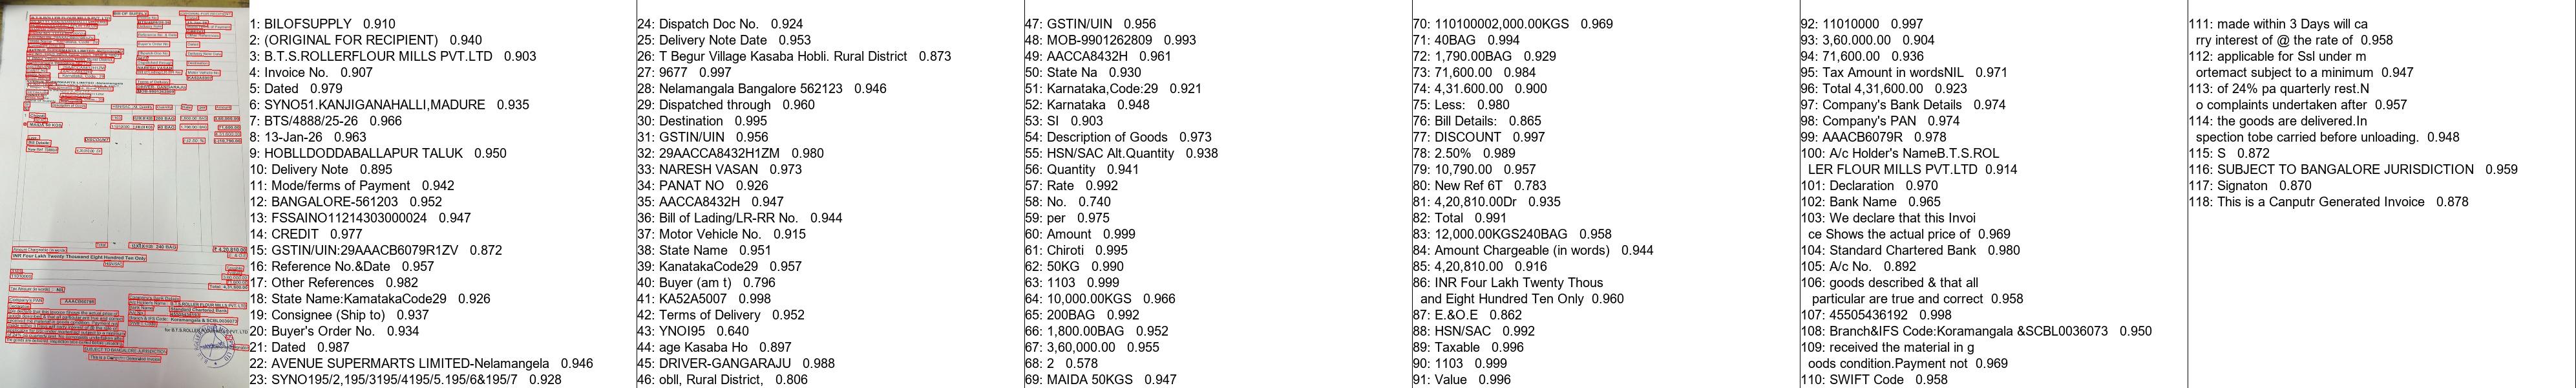 1: BILOFSUPPLY 0.910
2: (ORIGINAL FOR RECIPIENT) 0.940
3: B.T.S.ROLLERFLOUR MILLS PVT.LTD 0.903
4: Invoice No. 0.907
5: Dated 0.979
6: SYNO51.KANJIGANAHALLI,MADURE 0.935
7: BTS/4888/25-26 0.966
8: 13-Jan-26 0.963
9: HOBLLDODDABALLAPUR TALUK 0.950
10: Delivery Note 0.895
11: Mode/ferms of Payment 0.942
12: BANGALORE-561203 0.952
13: FSSAINO11214303000024 0.947
14: CREDIT 0.977
15: GSTIN/UIN:29AAACB6079R1ZV 0.872
16: Reference No.&Date 0.957
17: Other References 0.982
18: State Name:KamatakaCode29 0.926
19: Consignee (Ship to) 0.937
20: Buyer's Order No. 0.934
21: Dated 0.987
22: AVENUE SUPERMARTS LIMITED-Nelamangela 0.946
23: SYNO195/2,195/3195/4195/5.195/6&195/7 0.928
24: Dispatch Doc No. 0.924
25: Delivery Note Date 0.953
26: T Begur Village Kasaba Hobli. Rural District 0.873
27: 9677 0.997
28: Nelamangala Bangalore 562123 0.946
29: Dispatched through 0.960
30: Destination 0.995
31: GSTIN/UIN 0.956
32: 29AACCA8432H1ZM 0.980
33: NARESH VASAN 0.973
34: PANAT NO 0.926
35: AACCA8432H 0.947
36: Bill of Lading/LR-RR No. 0.944
37: Motor Vehicle No. 0.915
38: State Name 0.951
39: KanatakaCode29 0.957
40: Buyer (am t) 0.796
41: KA52A5007 0.998
42: Terms of Delivery 0.952
43: YNOI95 0.640
44: age Kasaba Ho 0.897
45: DRIVER-GANGARAJU 0.988
46: obll, Rural District, 0.806
47: GSTIN/UIN 0.956
48: MOB-9901262809 0.993
49: AACCA8432H 0.961
50: State Na 0.930
51: Karnataka,Code:29 0.921
52: Karnataka 0.948
53: SI 0.903
54: Description of Goods 0.973
55: HSN/SAC Alt.Quantity 0.938
56: Quantity 0.941
57: Rate 0.992
58: No. 0.740
59: per 0.975
60: Amount 0.999
61: Chiroti 0.995
62: 50KG 0.990
63: 1103 0.999
64: 10,000.00KGS 0.966
65: 200BAG 0.992
66: 1,800.00BAG 0.952
67: 3,60,000.00 0.955
68: 2 0.578
69: MAIDA 50KGS 0.947
70: 110100002,000.00KGS 0.969
71: 40BAG 0.994
72: 1,790.00BAG 0.929
73: 71,600.00 0.984
74: 4,31.600.00 0.900
75: Less: 0.980
76: Bill Details: 0.865
77: DISCOUNT 0.997
78: 2.50% 0.989
79: 10,790.00 0.957
80: New Ref 6T 0.783
81: 4,20,810.00Dr 0.935
82: Total 0.991
83: 12,000.00KGS240BAG 0.958
84: Amount Chargeable (in words) 0.944
85: 4,20,810.00 0.916
86: INR Four Lakh Twenty Thous
and Eight Hundred Ten Only 0.960
87: E.&O.E 0.862
88: HSN/SAC 0.992
89: Taxable 0.996
90: 1103 0.999
91: Value 0.996
92: 11010000 0.997
93: 3,60.000.00 0.904
94: 71,600.00 0.936
95: Tax Amount in wordsNIL 0.971
96: Total 4,31,600.00 0.923
97: Company's Bank Details 0.974
98: Company's PAN 0.974
99: AAACB6079R 0.978
100: A/c Holder's NameB.T.S.ROL
LER FLOUR MILLS PVT.LTD 0.914
101: Declaration 0.970
102: Bank Name 0.965
103: We declare that this Invoi
ce Shows the actual price of 0.969
104: Standard Chartered Bank 0.980
105: A/c No. 0.892
106: goods described & that all
particular are true and correct 0.958
107: 45505436192 0.998
108: Branch&IFS Code:Koramangala &SCBL0036073 0.950
109: received the material in g
oods condition.Payment not 0.969
110: SWIFT Code 0.958
111: made within 3 Days will ca
rry interest of @ the rate of 0.958
112: applicable for Ssl under m
ortemact subject to a minimum 0.947
113: of 24% pa quarterly rest.N
o complaints undertaken after 0.957
114: the goods are delivered.In
spection tobe carried before unloading. 0.948
115: S 0.872
116: SUBJECT TO BANGALORE JURISDICTION 0.959
117: Signaton 0.870
118: This is a Canputr Generated Invoice 0.878